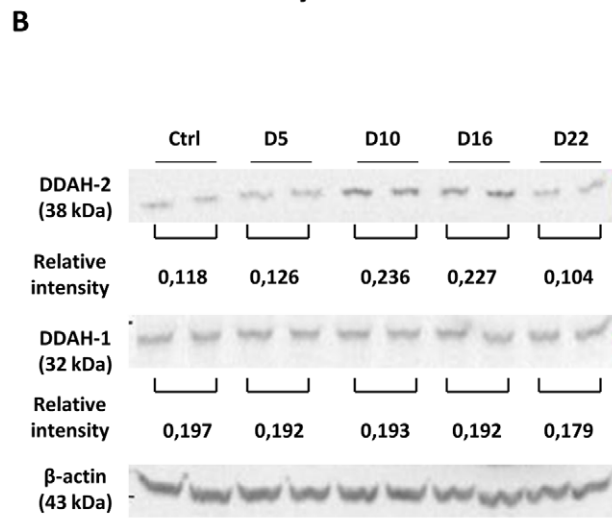 B
Ctrl D5 D10 D16 D22
DDAH-2
(38 kDa)
Relative
intensity
0,118 0,126 0,236 0,227 0,104
DDAH-1
(32 kDa)
Relative
intensity
0,197 0,192 0,193 0,192 0,179
β-actin
(43 kDa)